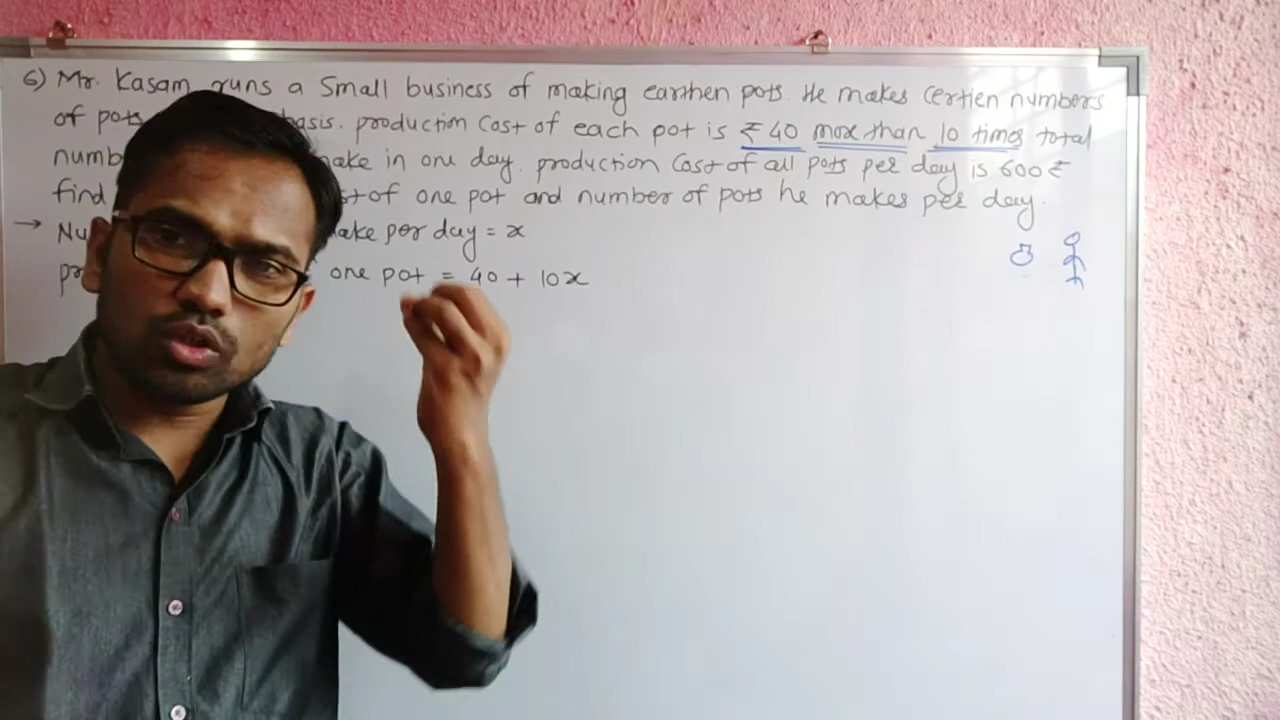 6) Mr. Kasam runs a Small business of making earthen pots. He makes certien numbers
of pots basis. production Cost of each pot is ₹ 40 more than 10 times total
numb ake in one day. production Cost of all pots per day is 600 ₹
find st of one pot and number of pots he makes per day.
→ Nu ake per day = x
pr one pot = 40 + 10x